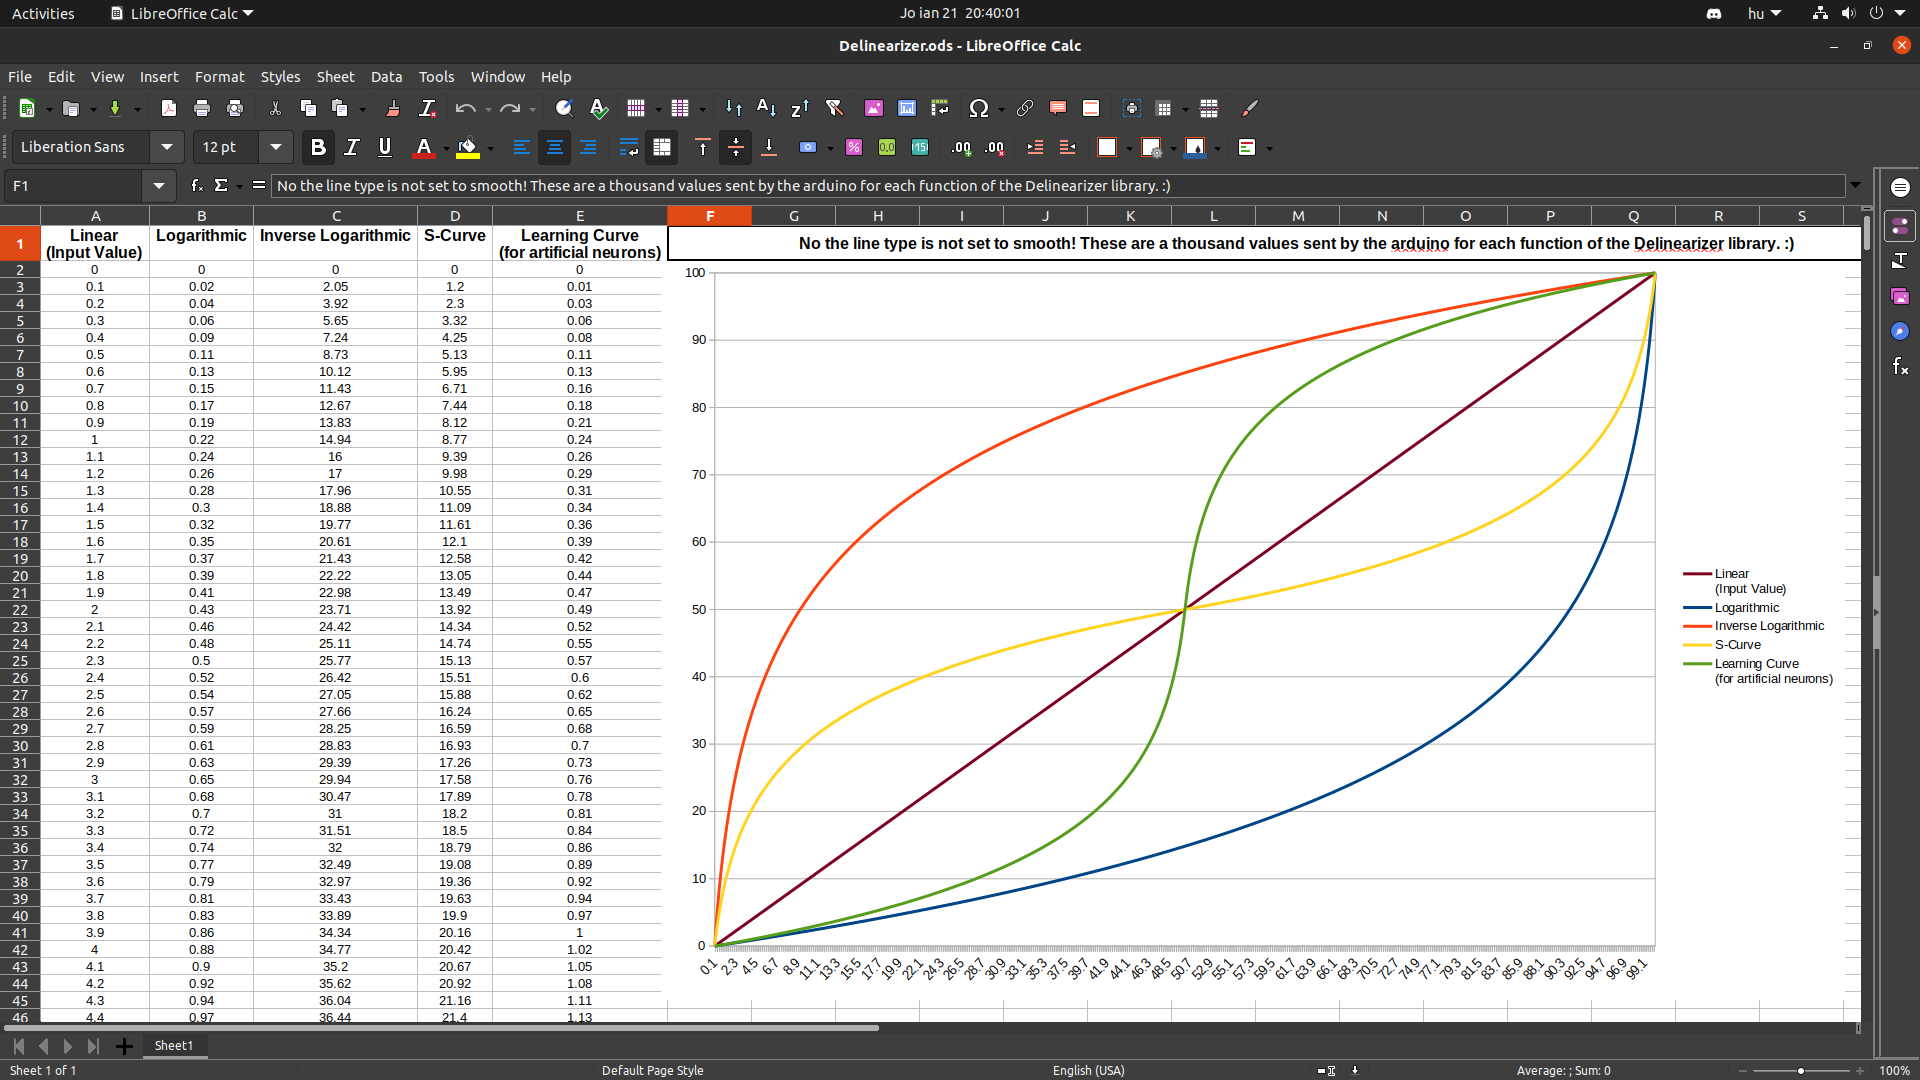 Activities LibreOffice Calc Jo ian 21 20:40:01 hu
Delinearizer.ods - LibreOffice Calc
File Edit View Insert Format Styles Sheet Data Tools Window Help
Liberation Sans 12 pt
F1 No the line type is not set to smooth! These are a thousand values sent by the arduino for each function of the Delinearizer library. :)
A B C D E F G H I J K L M N O P Q R S
1 Linear (Input Value) Logarithmic Inverse Logarithmic S-Curve Learning Curve (for artificial neurons) No the line type is not set to smooth! These are a thousand values sent by the arduino for each function of the Delinearizer library. :)
2 0 0 0 0 0
3 0.1 0.02 2.05 1.2 0.01
4 0.2 0.04 3.92 2.3 0.03
5 0.3 0.06 5.65 3.32 0.06
6 0.4 0.09 7.24 4.25 0.08
7 0.5 0.11 8.73 5.13 0.11
8 0.6 0.13 10.12 5.95 0.13
9 0.7 0.15 11.43 6.71 0.16
10 0.8 0.17 12.67 7.44 0.18
11 0.9 0.19 13.83 8.12 0.21
12 1 0.22 14.94 8.77 0.24
13 1.1 0.24 16 9.39 0.26
14 1.2 0.26 17 9.98 0.29
15 1.3 0.28 17.96 10.55 0.31
16 1.4 0.3 18.88 11.09 0.34
17 1.5 0.32 19.77 11.61 0.36
18 1.6 0.35 20.61 12.1 0.39
19 1.7 0.37 21.43 12.58 0.42
20 1.8 0.39 22.22 13.05 0.44
21 1.9 0.41 22.98 13.49 0.47
22 2 0.43 23.71 13.92 0.49
23 2.1 0.46 24.42 14.34 0.52
24 2.2 0.48 25.11 14.74 0.55
25 2.3 0.5 25.77 15.13 0.57
26 2.4 0.52 26.42 15.51 0.6
27 2.5 0.54 27.05 15.88 0.62
28 2.6 0.57 27.66 16.24 0.65
29 2.7 0.59 28.25 16.59 0.68
30 2.8 0.61 28.83 16.93 0.7
31 2.9 0.63 29.39 17.26 0.73
32 3 0.65 29.94 17.58 0.76
33 3.1 0.68 30.47 17.89 0.78
34 3.2 0.7 31 18.2 0.81
35 3.3 0.72 31.51 18.5 0.84
36 3.4 0.74 32 18.79 0.86
37 3.5 0.77 32.49 19.08 0.89
38 3.6 0.79 32.97 19.36 0.92
39 3.7 0.81 33.43 19.63 0.94
40 3.8 0.83 33.89 19.9 0.97
41 3.9 0.86 34.34 20.16 1
42 4 0.88 34.77 20.42 1.02
43 4.1 0.9 35.2 20.67 1.05
44 4.2 0.92 35.62 20.92 1.08
45 4.3 0.94 36.04 21.16 1.11
46 4.4 0.97 36.44 21.4 1.13
100
90
80
70
60
50
40
30
20
10
0
0.1 2.3 4.5 6.7 8.9 11.1 13.3 15.5 17.7 19.9 22.1 24.3 26.5 28.7 30.9 33.1 35.3 37.5 39.7 41.9 44.1 46.3 48.5 50.7 52.9 55.1 57.3 59.5 61.7 63.9 66.1 68.3 70.5 72.7 74.9 77.1 79.3 81.5 83.7 85.9 88.1 90.3 92.5 94.7 96.9 99.1
Linear
(Input Value)
Logarithmic
Inverse Logarithmic
S-Curve
Learning Curve
(for artificial neurons)
Sheet1
Sheet 1 of 1 Default Page Style English (USA) Average: ; Sum: 0 100%